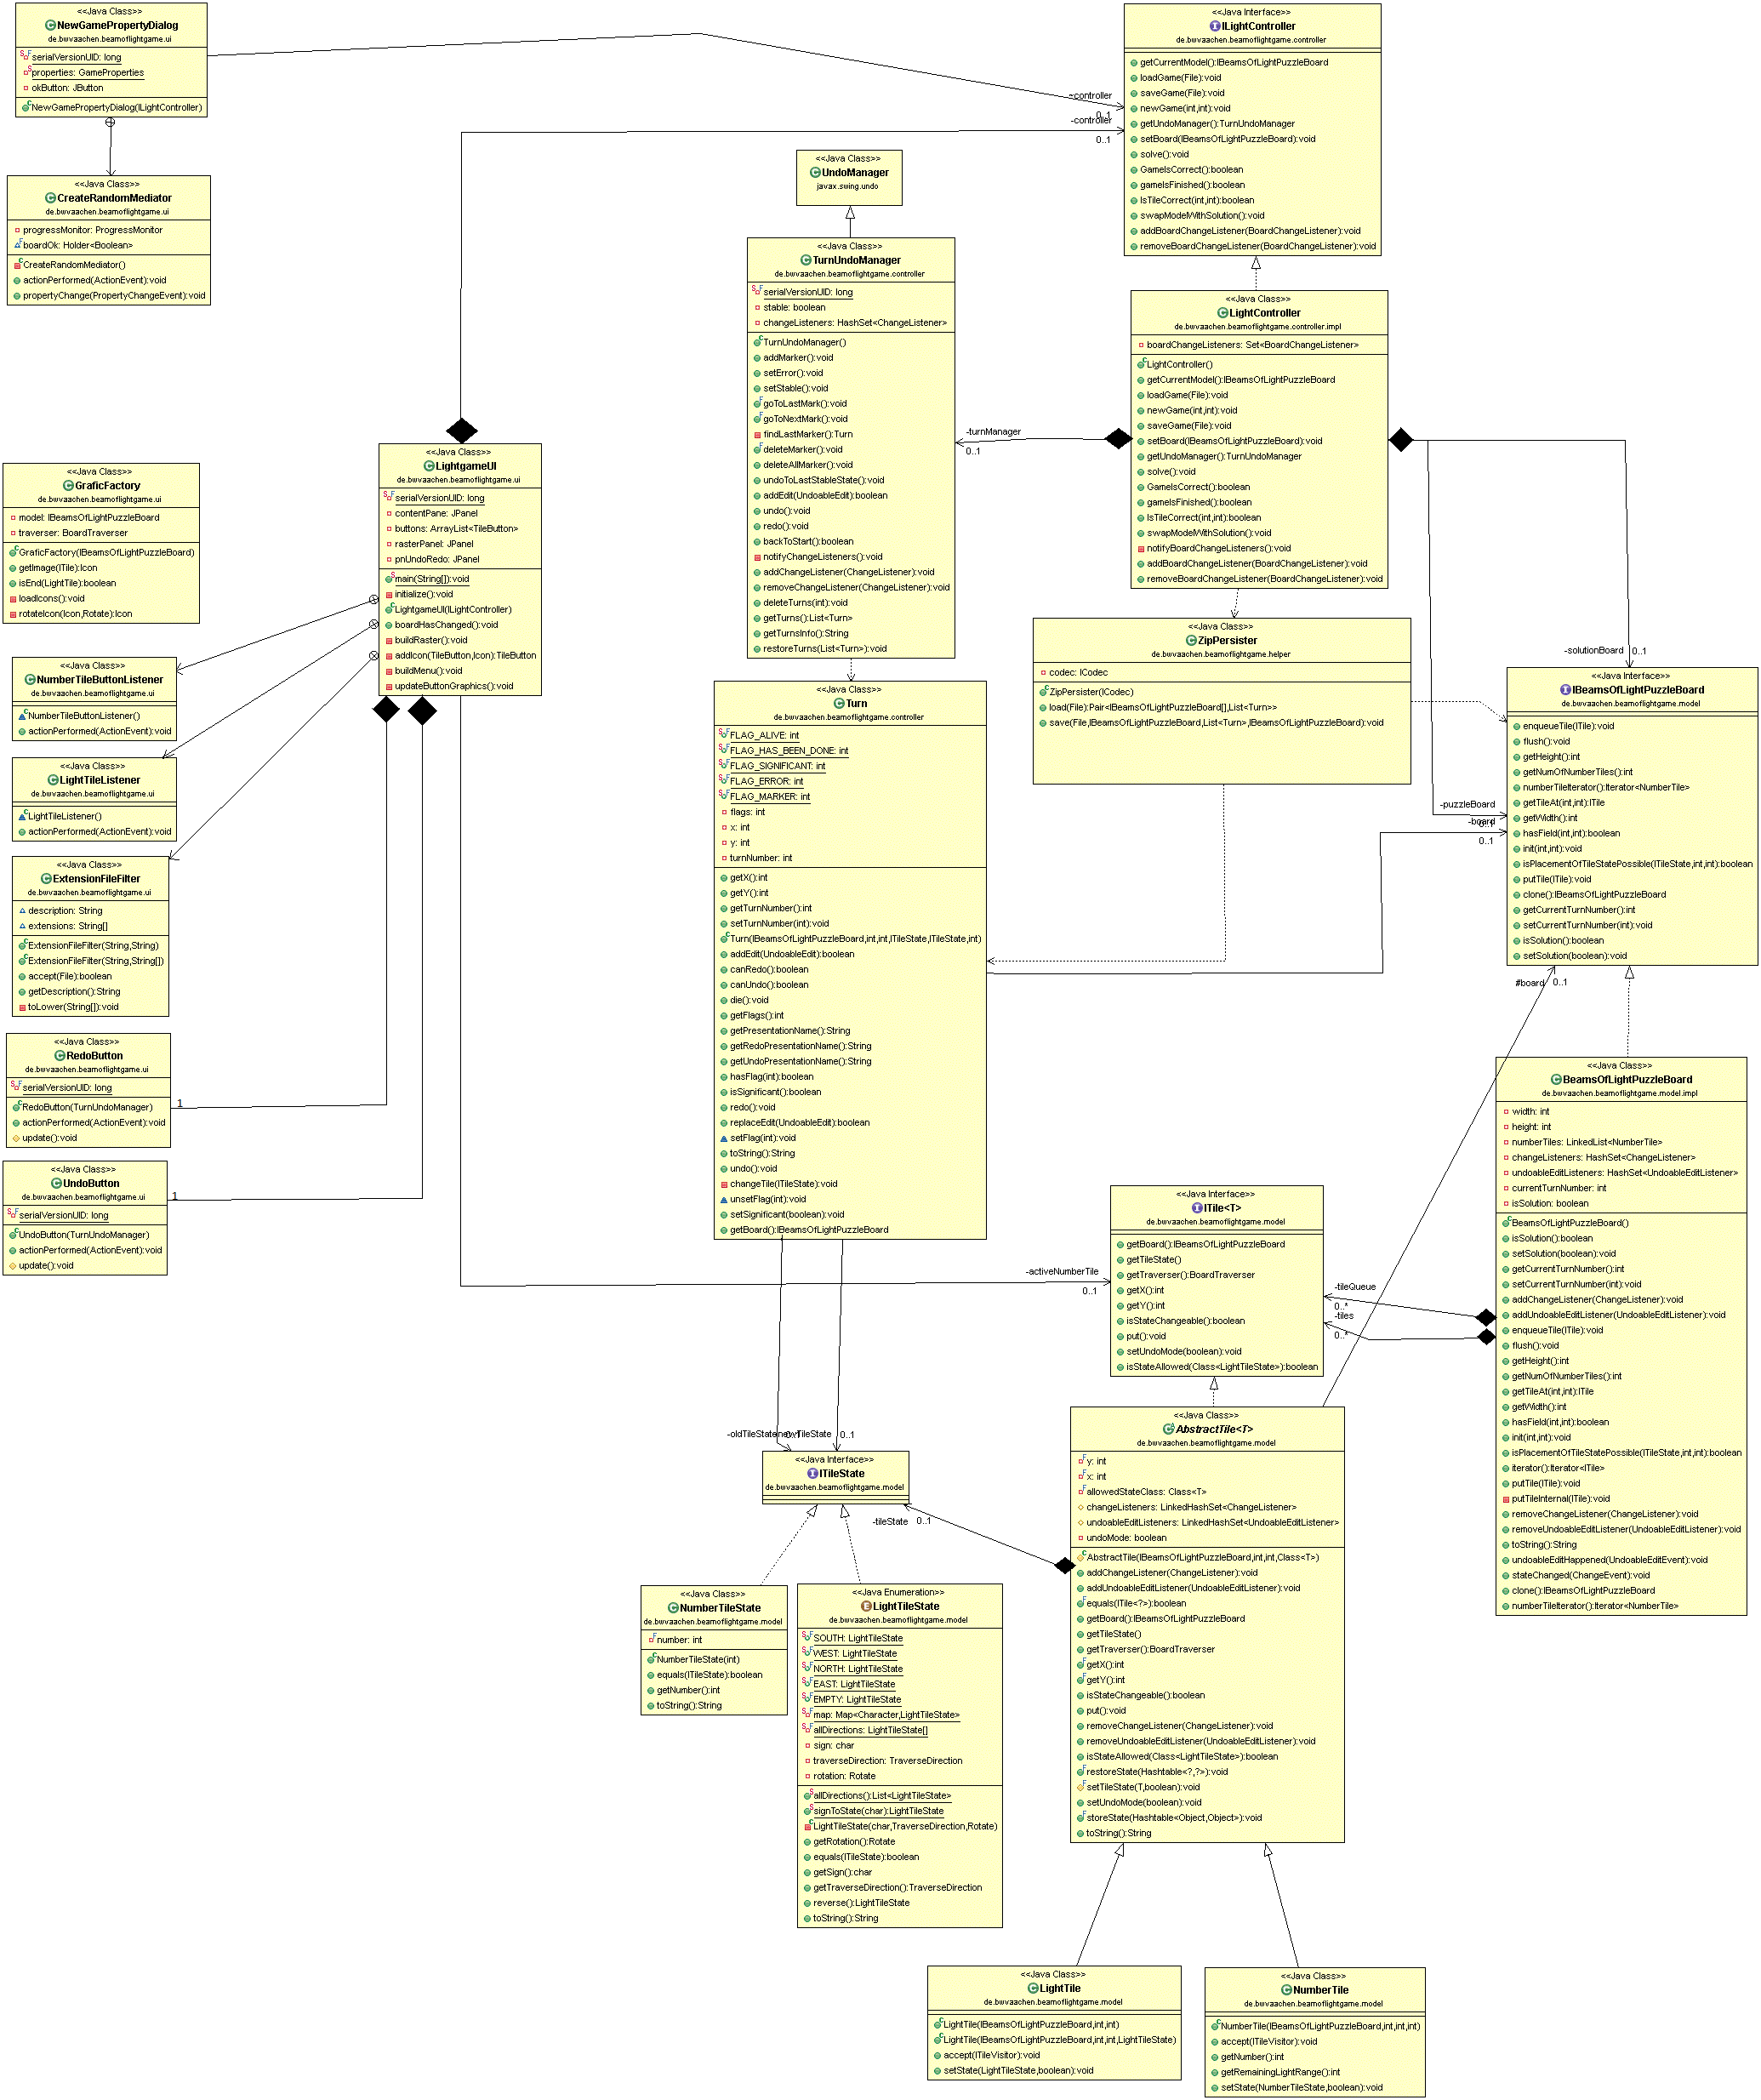 <<Java Class>>
NewGamePropertyDialog
de.bwvaachen.beamoflightgame.ui
serialVersionUID: long
properties: GameProperties
okButton: JButton
NewGamePropertyDialog(ILightController)
<<Java Class>>
CreateRandomMediator
de.bwvaachen.beamoflightgame.ui
progressMonitor: ProgressMonitor
boardOk: Holder<Boolean>
CreateRandomMediator()
actionPerformed(ActionEvent):void
propertyChange(PropertyChangeEvent):void
<<Java Interface>>
ILightController
de.bwvaachen.beamoflightgame.controller
getCurrentModel():IBeamsOfLightPuzzleBoard
loadGame(File):void
saveGame(File):void
newGame(int,int):void
getUndoManager():TurnUndoManager
setBoard(IBeamsOfLightPuzzleBoard):void
solve():void
GameIsCorrect():boolean
gameIsFinished():boolean
IsTileCorrect(int,int):boolean
swapModelWithSolution():void
addBoardChangeListener(BoardChangeListener):void
removeBoardChangeListener(BoardChangeListener):void
~controller
0..1
-controller
0..1
<<Java Class>>
UndoManager
javax.swing.undo
<<Java Class>>
TurnUndoManager
de.bwvaachen.beamoflightgame.controller
serialVersionUID: long
stable: boolean
changeListeners: HashSet<ChangeListener>
TurnUndoManager()
addMarker():void
setError():void
setStable():void
goToLastMark():void
goToNextMark():void
findLastMarker():Turn
deleteMarker():void
deleteAllMarker():void
undoToLastStableState():void
addEdit(UndoableEdit):boolean
undo():void
redo():void
backToStart():boolean
notifyChangeListeners():void
addChangeListener(ChangeListener):void
removeChangeListener(ChangeListener):void
deleteTurns(int):void
getTurns():List<Turn>
getTurnsInfo():String
restoreTurns(List<Turn>):void
<<Java Class>>
LightController
de.bwvaachen.beamoflightgame.controller.impl
boardChangeListeners: Set<BoardChangeListener>
LightController()
getCurrentModel():IBeamsOfLightPuzzleBoard
loadGame(File):void
newGame(int,int):void
saveGame(File):void
setBoard(IBeamsOfLightPuzzleBoard):void
getUndoManager():TurnUndoManager
solve():void
GameIsCorrect():boolean
gameIsFinished():boolean
IsTileCorrect(int,int):boolean
swapModelWithSolution():void
notifyBoardChangeListeners():void
addBoardChangeListener(BoardChangeListener):void
removeBoardChangeListener(BoardChangeListener):void
-turnManager
0..1
<<Java Class>>
LightgameUI
de.bwvaachen.beamoflightgame.ui
serialVersionUID: long
contentPane: JPanel
buttons: ArrayList<TileButton>
rasterPanel: JPanel
pnUndoRedo: JPanel
main(String[]):void
initialize():void
LightgameUI(ILightController)
boardHasChanged():void
buildRaster():void
addIcon(TileButton,Icon):TileButton
buildMenu():void
updateButtonGraphics():void
<<Java Class>>
GraficFactory
de.bwvaachen.beamoflightgame.ui
model: IBeamsOfLightPuzzleBoard
traverser: BoardTraverser
GraficFactory(IBeamsOfLightPuzzleBoard)
getImage(ITile):Icon
isEnd(LightTile):boolean
loadIcons():void
rotateIcon(Icon,Rotate):Icon
<<Java Class>>
NumberTileButtonListener
de.bwvaachen.beamoflightgame.ui
NumberTileButtonListener()
actionPerformed(ActionEvent):void
<<Java Class>>
LightTileListener
de.bwvaachen.beamoflightgame.ui
LightTileListener()
actionPerformed(ActionEvent):void
<<Java Class>>
ExtensionFileFilter
de.bwvaachen.beamoflightgame.ui
description: String
extensions: String[]
ExtensionFileFilter(String,String)
ExtensionFileFilter(String,String[])
accept(File):boolean
getDescription():String
toLower(String[]):void
<<Java Class>>
RedoButton
de.bwvaachen.beamoflightgame.ui
serialVersionUID: long
RedoButton(TurnUndoManager)
actionPerformed(ActionEvent):void
update():void
1
<<Java Class>>
UndoButton
de.bwvaachen.beamoflightgame.ui
serialVersionUID: long
UndoButton(TurnUndoManager)
actionPerformed(ActionEvent):void
update():void
1
<<Java Class>>
ZipPersister
de.bwvaachen.beamoflightgame.helper
codec: ICodec
ZipPersister(ICodec)
load(File):Pair<IBeamsOfLightPuzzleBoard[],List<Turn>>
save(File,IBeamsOfLightPuzzleBoard,List<Turn>,IBeamsOfLightPuzzleBoard):void
<<Java Class>>
Turn
de.bwvaachen.beamoflightgame.controller
FLAG_ALIVE: int
FLAG_HAS_BEEN_DONE: int
FLAG_SIGNIFICANT: int
FLAG_ERROR: int
FLAG_MARKER: int
flags: int
x: int
y: int
turnNumber: int
getX():int
getY():int
getTurnNumber():int
setTurnNumber(int):void
Turn(IBeamsOfLightPuzzleBoard,int,int,ITileState,ITileState,int)
addEdit(UndoableEdit):boolean
canRedo():boolean
canUndo():boolean
die():void
getFlags():int
getPresentationName():String
getRedoPresentationName():String
getUndoPresentationName():String
hasFlag(int):boolean
isSignificant():boolean
redo():void
replaceEdit(UndoableEdit):boolean
setFlag(int):void
toString():String
undo():void
changeTile(ITileState):void
unsetFlag(int):void
setSignificant(boolean):void
getBoard():IBeamsOfLightPuzzleBoard
-solutionBoard
0..1
-puzzleBoard
0..1
-board
0..1
<<Java Interface>>
IBeamsOfLightPuzzleBoard
de.bwvaachen.beamoflightgame.model
enqueueTile(ITile):void
flush():void
getHeight():int
getNumOfNumberTiles():int
numberTileIterator():Iterator<NumberTile>
getTileAt(int,int):ITile
getWidth():int
hasField(int,int):boolean
init(int,int):void
isPlacementOfTileStatePossible(ITileState,int,int):boolean
putTile(ITile):void
clone():IBeamsOfLightPuzzleBoard
getCurrentTurnNumber():int
setCurrentTurnNumber(int):void
isSolution():boolean
setSolution(boolean):void
#board
0..1
<<Java Class>>
BeamsOfLightPuzzleBoard
de.bwvaachen.beamoflightgame.model.impl
width: int
height: int
numberTiles: LinkedList<NumberTile>
changeListeners: HashSet<ChangeListener>
undoableEditListeners: HashSet<UndoableEditListener>
currentTurnNumber: int
isSolution: boolean
BeamsOfLightPuzzleBoard()
isSolution():boolean
setSolution(boolean):void
getCurrentTurnNumber():int
setCurrentTurnNumber(int):void
addChangeListener(ChangeListener):void
addUndoableEditListener(UndoableEditListener):void
enqueueTile(ITile):void
flush():void
getHeight():int
getNumOfNumberTiles():int
getTileAt(int,int):ITile
getWidth():int
hasField(int,int):boolean
init(int,int):void
isPlacementOfTileStatePossible(ITileState,int,int):boolean
iterator():Iterator<ITile>
putTile(ITile):void
putTileInternal(ITile):void
removeChangeListener(ChangeListener):void
removeUndoableEditListener(UndoableEditListener):void
toString():String
undoableEditHappened(UndoableEditEvent):void
stateChanged(ChangeEvent):void
clone():IBeamsOfLightPuzzleBoard
numberTileIterator():Iterator<NumberTile>
<<Java Interface>>
ITile<T>
de.bwvaachen.beamoflightgame.model
getBoard():IBeamsOfLightPuzzleBoard
getTileState()
getTraverser():BoardTraverser
getX():int
getY():int
isStateChangeable():boolean
put():void
setUndoMode(boolean):void
isStateAllowed(Class<LightTileState>):boolean
-activeNumberTile
0..1
-tileQueue
0..*
-tiles
0..*
<<Java Class>>
AbstractTile<T>
de.bwvaachen.beamoflightgame.model
y: int
x: int
allowedStateClass: Class<T>
changeListeners: LinkedHashSet<ChangeListener>
undoableEditListeners: LinkedHashSet<UndoableEditListener>
undoMode: boolean
AbstractTile(IBeamsOfLightPuzzleBoard,int,int,Class<T>)
addChangeListener(ChangeListener):void
addUndoableEditListener(UndoableEditListener):void
equals(ITile<?>):boolean
getBoard():IBeamsOfLightPuzzleBoard
getTileState()
getTraverser():BoardTraverser
getX():int
getY():int
isStateChangeable():boolean
put():void
removeChangeListener(ChangeListener):void
removeUndoableEditListener(UndoableEditListener):void
isStateAllowed(Class<LightTileState>):boolean
restoreState(Hashtable<?,?>):void
setTileState(T,boolean):void
setUndoMode(boolean):void
storeState(Hashtable<Object,Object>):void
toString():String
-oldTileState
0..1
-newTileState
0..1
<<Java Interface>>
ITileState
de.bwvaachen.beamoflightgame.model
-tileState
0..1
<<Java Class>>
NumberTileState
de.bwvaachen.beamoflightgame.model
number: int
NumberTileState(int)
equals(ITileState):boolean
getNumber():int
toString():String
<<Java Enumeration>>
LightTileState
de.bwvaachen.beamoflightgame.model
SOUTH: LightTileState
WEST: LightTileState
NORTH: LightTileState
EAST: LightTileState
EMPTY: LightTileState
map: Map<Character,LightTileState>
allDirections: LightTileState[]
sign: char
traverseDirection: TraverseDirection
rotation: Rotate
allDirections():List<LightTileState>
signToState(char):LightTileState
LightTileState(char,TraverseDirection,Rotate)
getRotation():Rotate
equals(ITileState):boolean
getSign():char
getTraverseDirection():TraverseDirection
reverse():LightTileState
toString():String
<<Java Class>>
LightTile
de.bwvaachen.beamoflightgame.model
LightTile(IBeamsOfLightPuzzleBoard,int,int)
LightTile(IBeamsOfLightPuzzleBoard,int,int,LightTileState)
accept(ITileVisitor):void
setState(LightTileState,boolean):void
<<Java Class>>
NumberTile
de.bwvaachen.beamoflightgame.model
NumberTile(IBeamsOfLightPuzzleBoard,int,int,int)
accept(ITileVisitor):void
getNumber():int
getRemainingLightRange():int
setState(NumberTileState,boolean):void